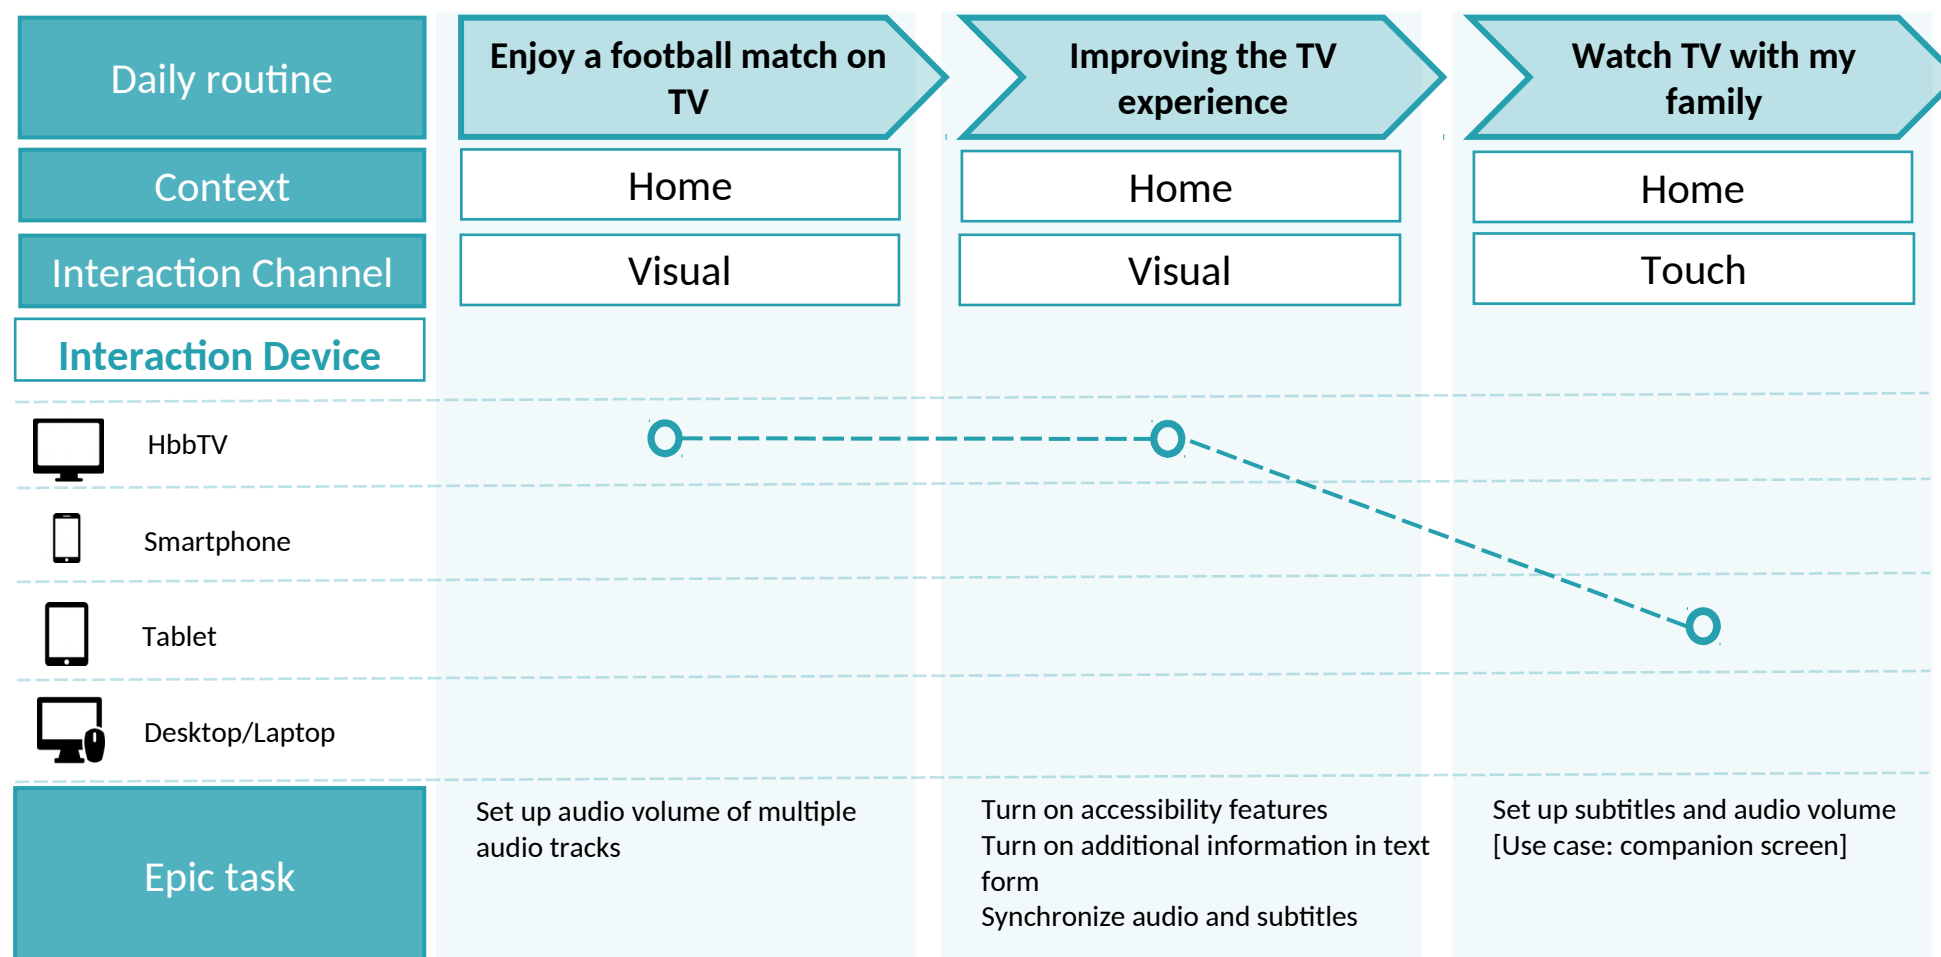 Daily routine
Enjoy a football match on
TV
Improving the TV
experience
Watch TV with my
family
Context
Home
Home
Home
Interaction Channel
Visual
Visual
Touch
Interaction Device
HbbTV
Smartphone
Tablet
Desktop/Laptop
Epic task
Set up audio volume of multiple
audio tracks
Turn on accessibility features
Turn on additional information in text
form
Synchronize audio and subtitles
Set up subtitles and audio volume
[Use case: companion screen]